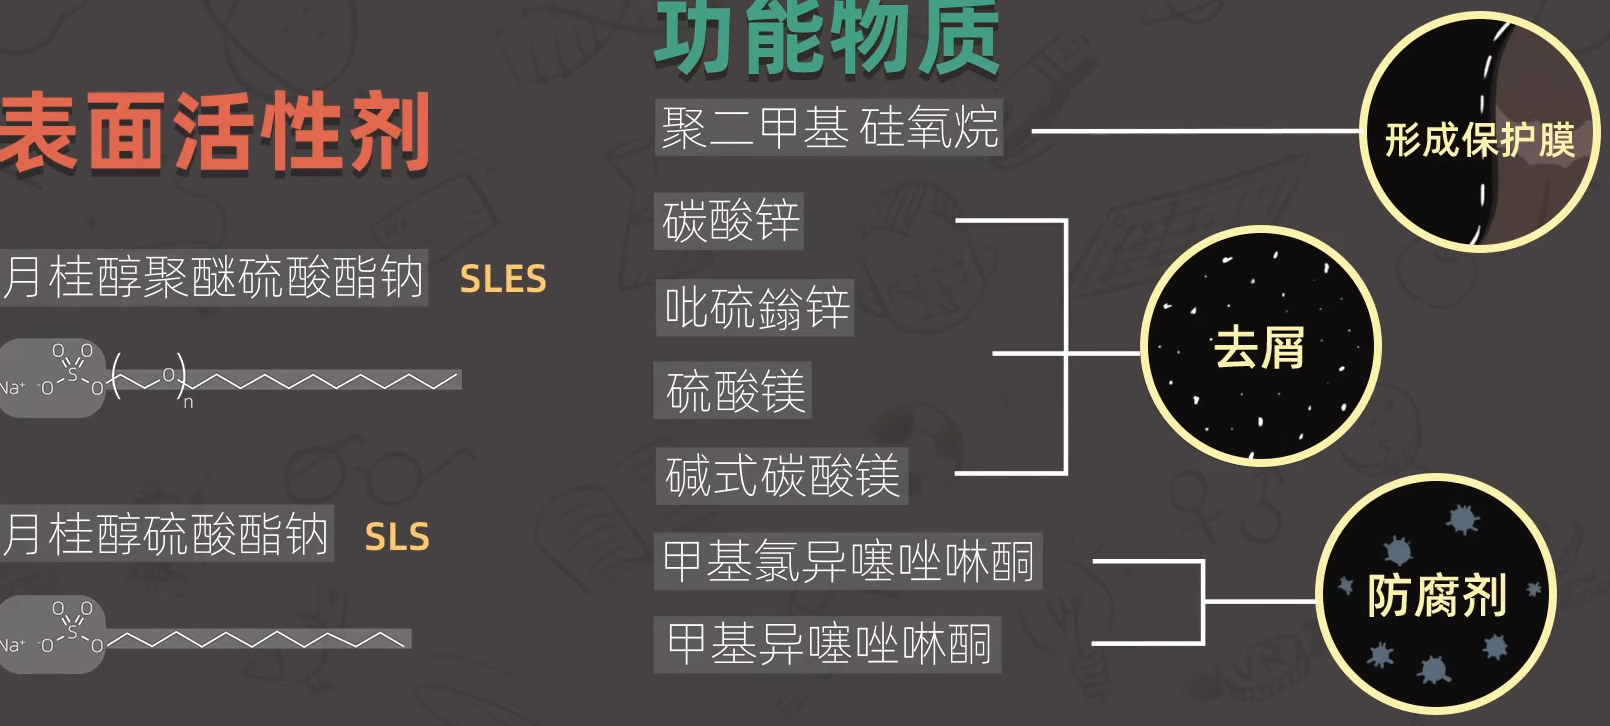 表面活性剂
月桂醇聚醚硫酸酯钠 SLES
Na⁺ ⁻O S O O O ( O )n
月桂醇硫酸酯钠 SLS
Na⁺ ⁻O S O O O
功能物质
聚二甲基 硅氧烷
形成保护膜
碳酸锌
吡硫鎓锌
硫酸镁
碱式碳酸镁
去屑
甲基氯异噻唑啉酮
甲基异噻唑啉酮
防腐剂